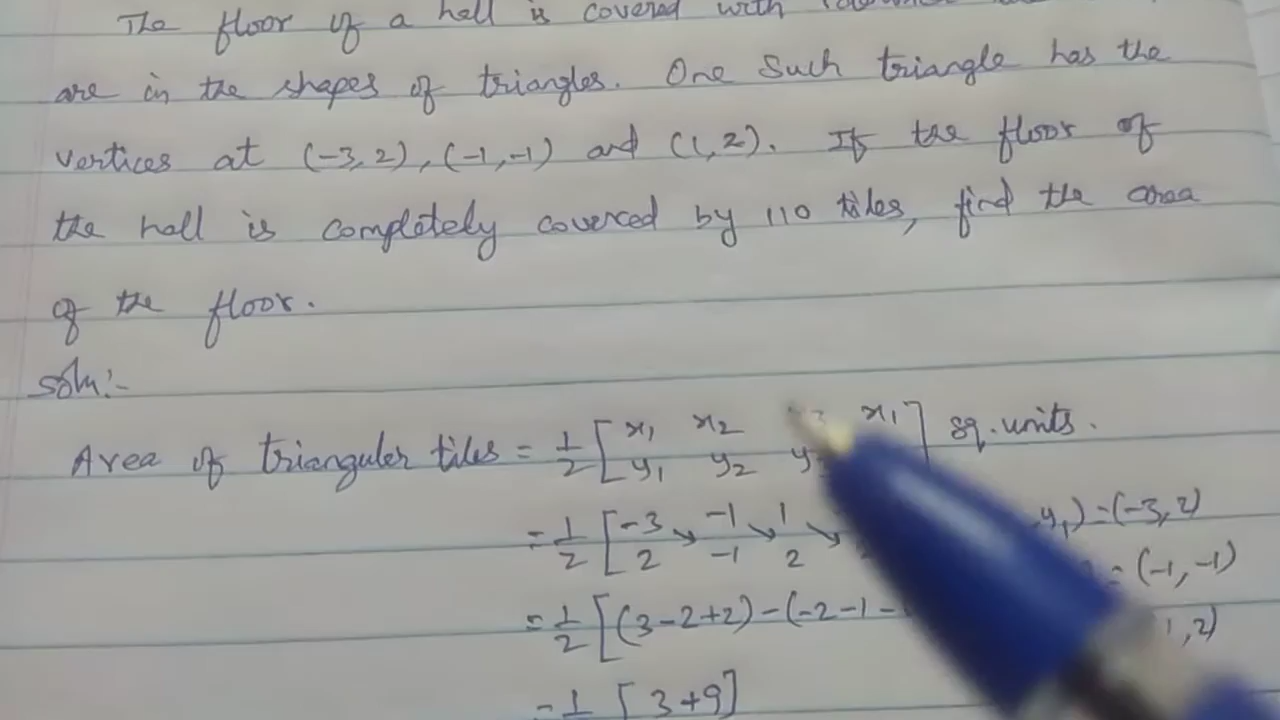 The floor of a hall is covered with
are in the shapes of triangles. One such triangle has the
vertices at (-3, 2), (-1, -1) and (1, 2). If the floor of
the hall is completely covered by 110 tiles, find the area
of the floor.
Soln:-
Area of trianguler tiles = 1/2 [ x₁ x₂ x₁ ] sq. units.
y₁ y₂ y
= 1/2 [ -3 -1 1
2 -1 2
y₁) = (-3, 2)
= (-1, -1)
= 1/2 [(3-2+2)-(-2-1-
1, 2)
= 1/2 [3+9]